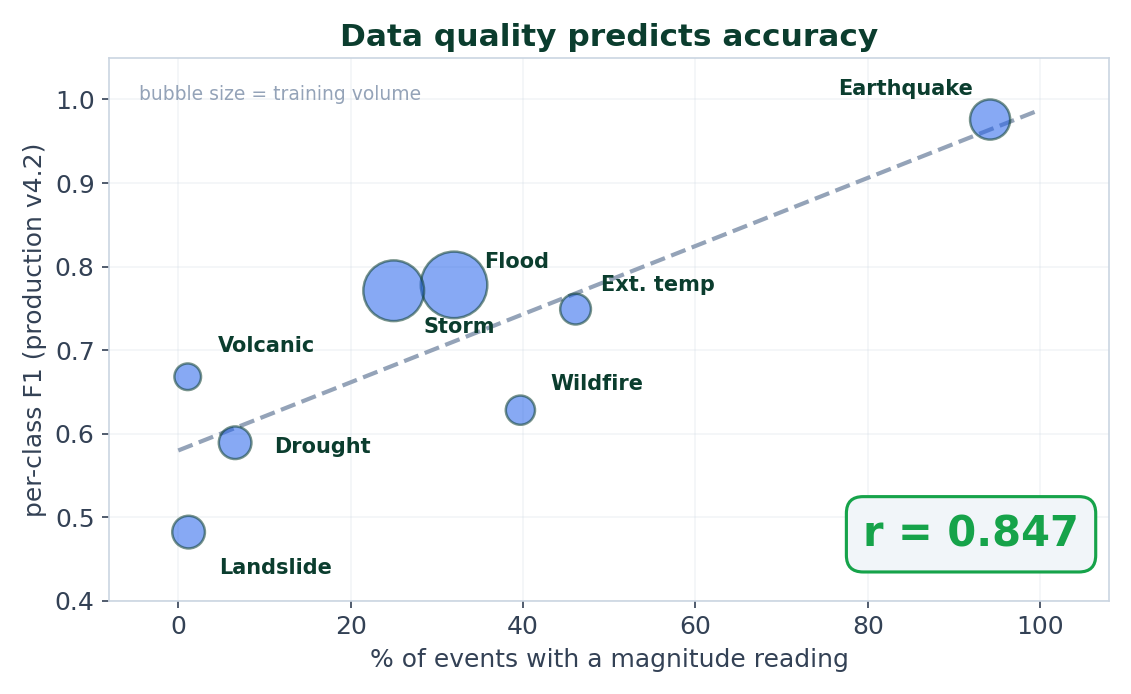 Data quality predicts accuracy
bubble size = training volume
Earthquake
Flood
Ext. temp
Storm
Volcanic
Wildfire
Drought
Landslide
r = 0.847
per-class F1 (production v4.2)
1.0
0.9
0.8
0.7
0.6
0.5
0.4
0
20
40
60
80
100
% of events with a magnitude reading